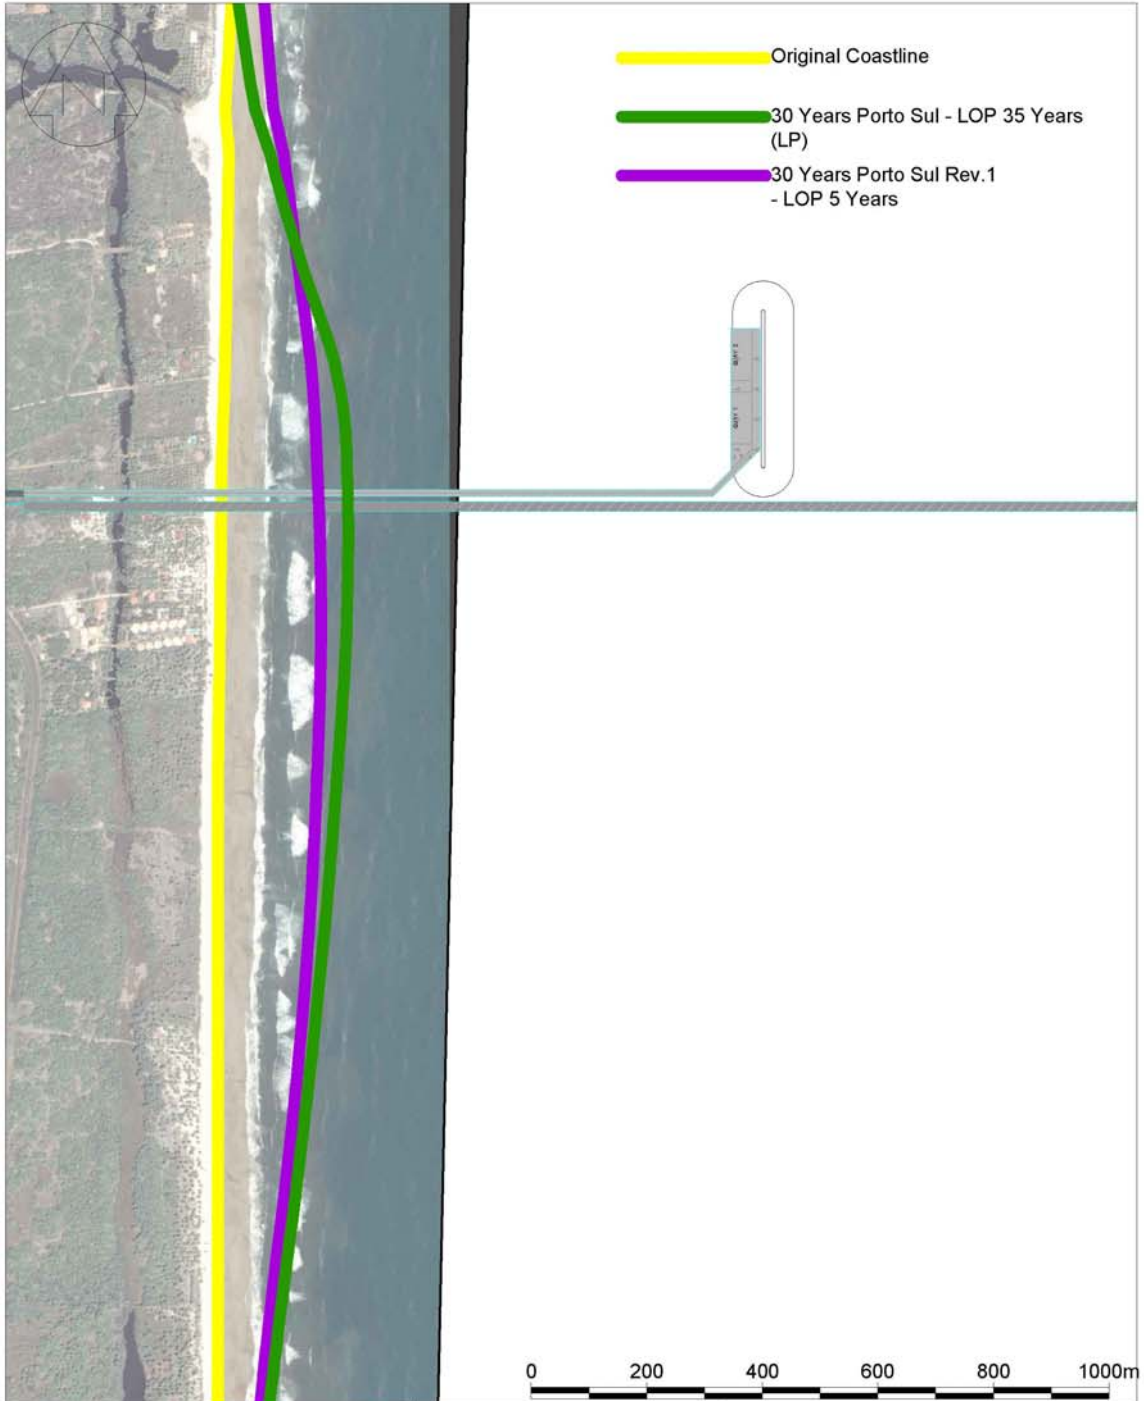 N
Original Coastline
30 Years Porto Sul - LOP 35 Years
(LP)
30 Years Porto Sul Rev.1
- LOP 5 Years
0 200 400 600 800 1000m